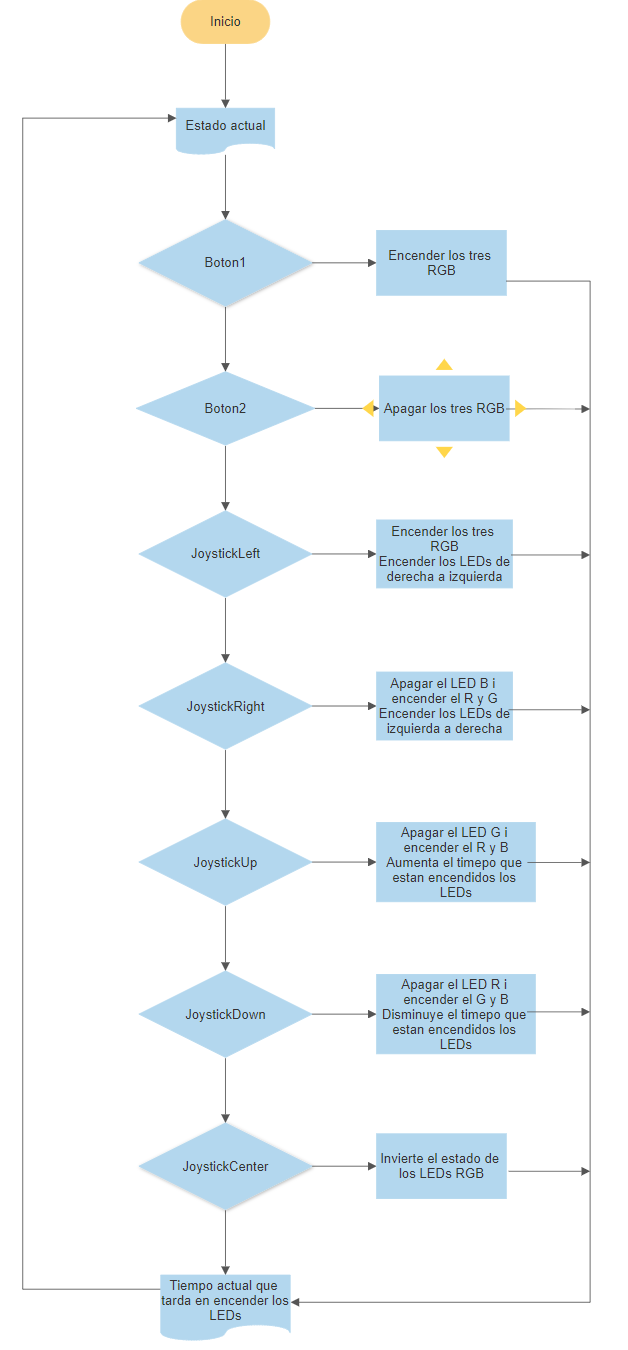 Inicio
Estado actual
Boton1
Encender los tres
RGB
Boton2
Apagar los tres RGB
JoystickLeft
Encender los tres
RGB
Encender los LEDs de
derecha a izquierda
JoystickRight
Apagar el LED B i
encender el R y G
Encender los LEDs de
izquierda a derecha
JoystickUp
Apagar el LED G i
encender el R y B
Aumenta el timepo que
estan encendidos los
LEDs
JoystickDown
Apagar el LED R i
encender el G y B
Disminuye el timepo que
estan encendidos los
LEDs
JoystickCenter
Invierte el estado de
los LEDs RGB
Tiempo actual que
tarda en encender los
LEDs